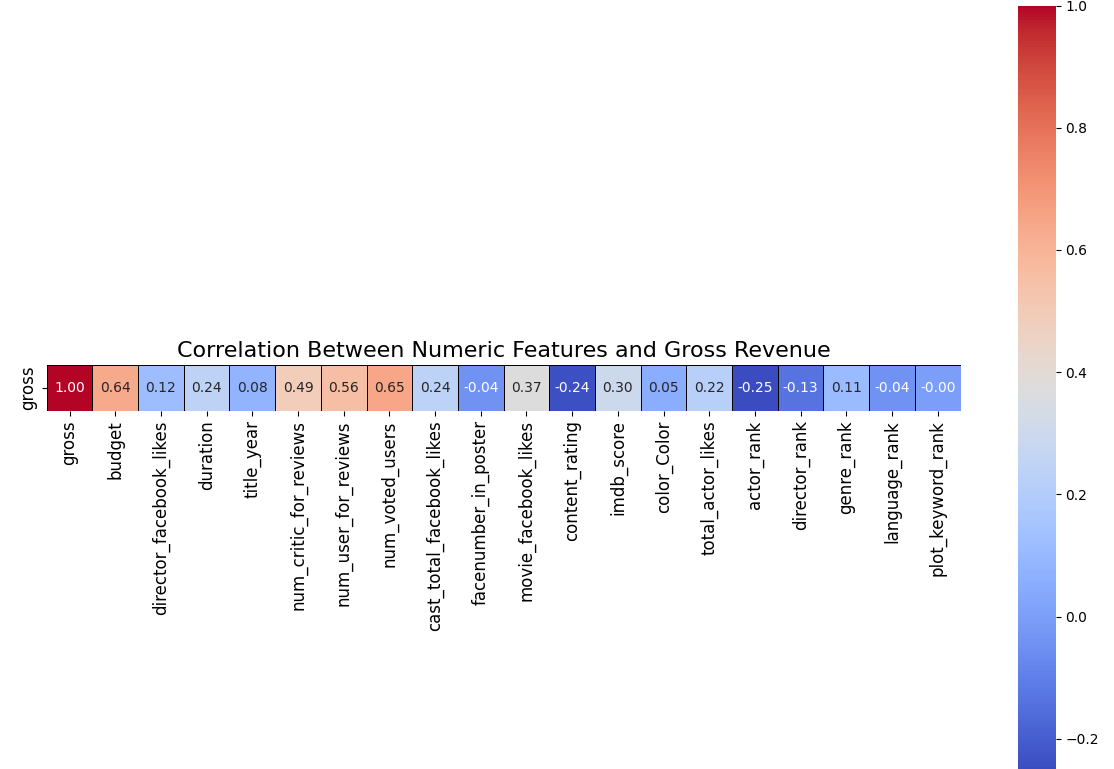 Correlation Between Numeric Features and Gross Revenue
gross
1.00 0.64 0.12 0.24 0.08 0.49 0.56 0.65 0.24 -0.04 0.37 -0.24 0.30 0.05 0.22 -0.25 -0.13 0.11 -0.04 -0.00
gross
budget
director_facebook_likes
duration
title_year
num_critic_for_reviews
num_user_for_reviews
num_voted_users
cast_total_facebook_likes
facenumber_in_poster
movie_facebook_likes
content_rating
imdb_score
color_Color
total_actor_likes
actor_rank
director_rank
genre_rank
language_rank
plot_keyword_rank
1.0
0.8
0.6
0.4
0.2
0.0
−0.2